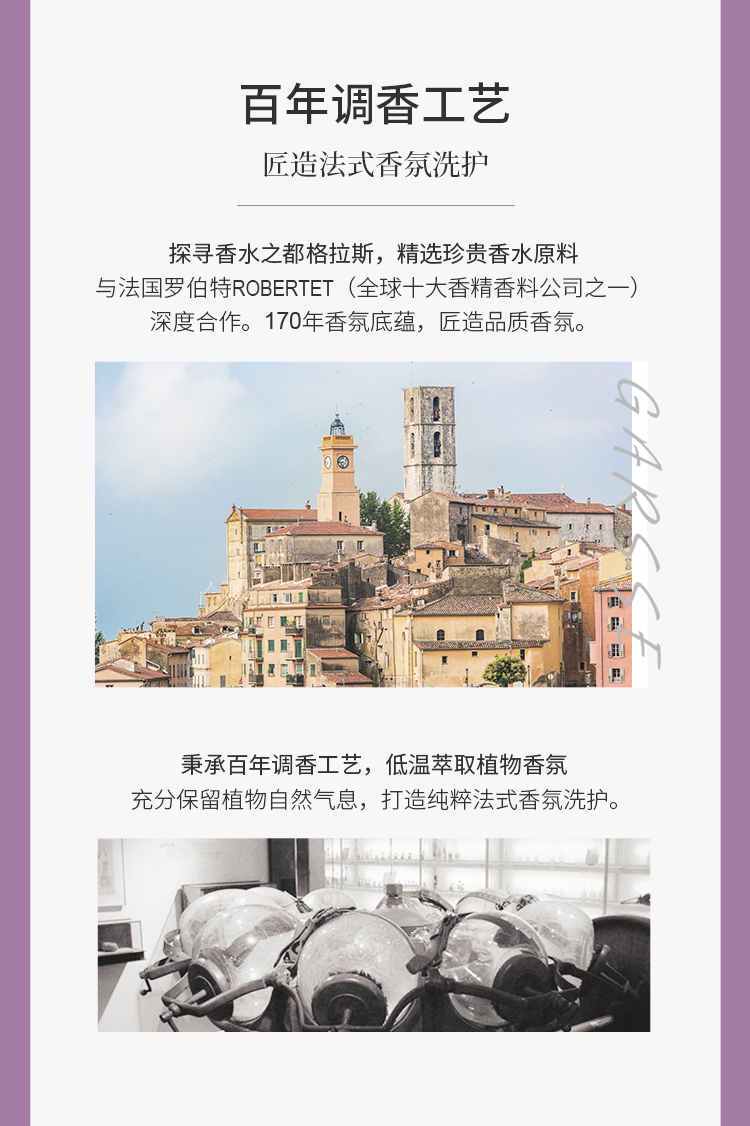 百年调香工艺
匠造法式香氛洗护
探寻香水之都格拉斯，精选珍贵香水原料
与法国罗伯特ROBERTET（全球十大香精香料公司之一）
深度合作。170年香氛底蕴，匠造品质香氛。
GARSSE
秉承百年调香工艺，低温萃取植物香氛
充分保留植物自然气息，打造纯粹法式香氛洗护。